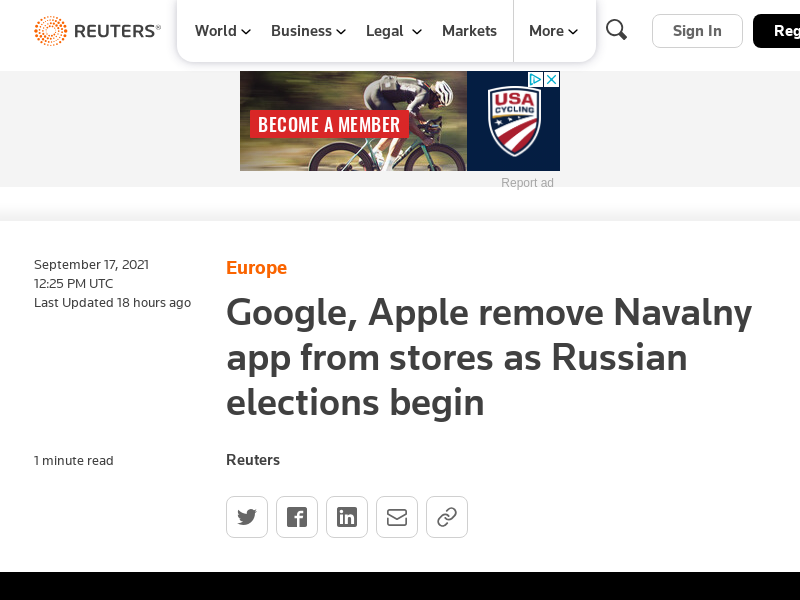 REUTERS®
World
Business
Legal
Markets
More
Sign In
Reg
BECOME A MEMBER
USA
CYCLING
Report ad
September 17, 2021
12:25 PM UTC
Last Updated 18 hours ago
Europe
Google, Apple remove Navalny
app from stores as Russian
elections begin
1 minute read
Reuters